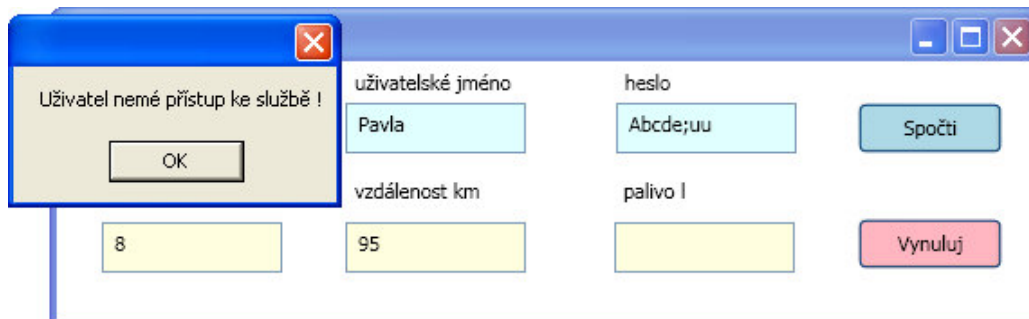 Uživatel nemé přístup ke službě !
OK
uživatelské jméno
heslo
Pavla
Abcde;uu
Spočti
vzdálenost km
palivo l
8
95
Vynuluj